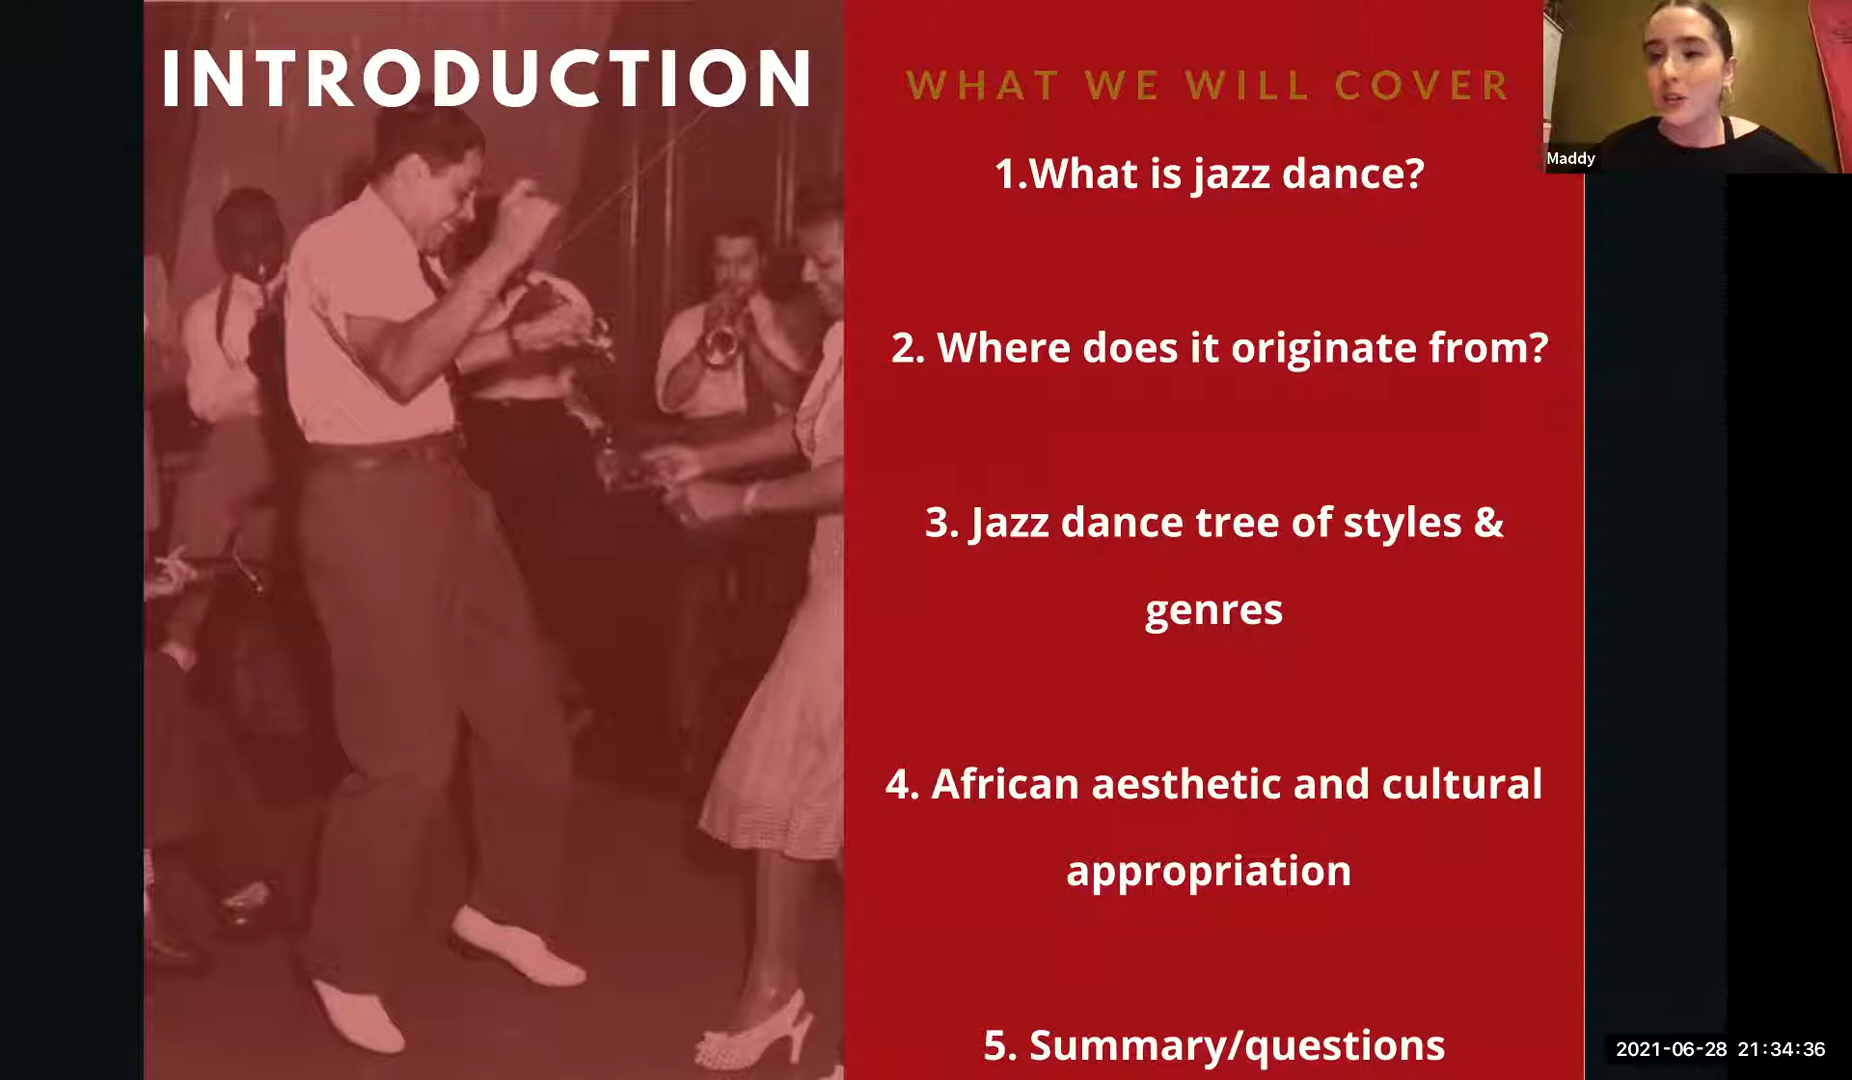 INTRODUCTION
WHAT WE WILL COVER
1.What is jazz dance?
2. Where does it originate from?
3. Jazz dance tree of styles &
genres
4. African aesthetic and cultural
appropriation
5. Summary/questions
Maddy
2021-06-28 21:34:36